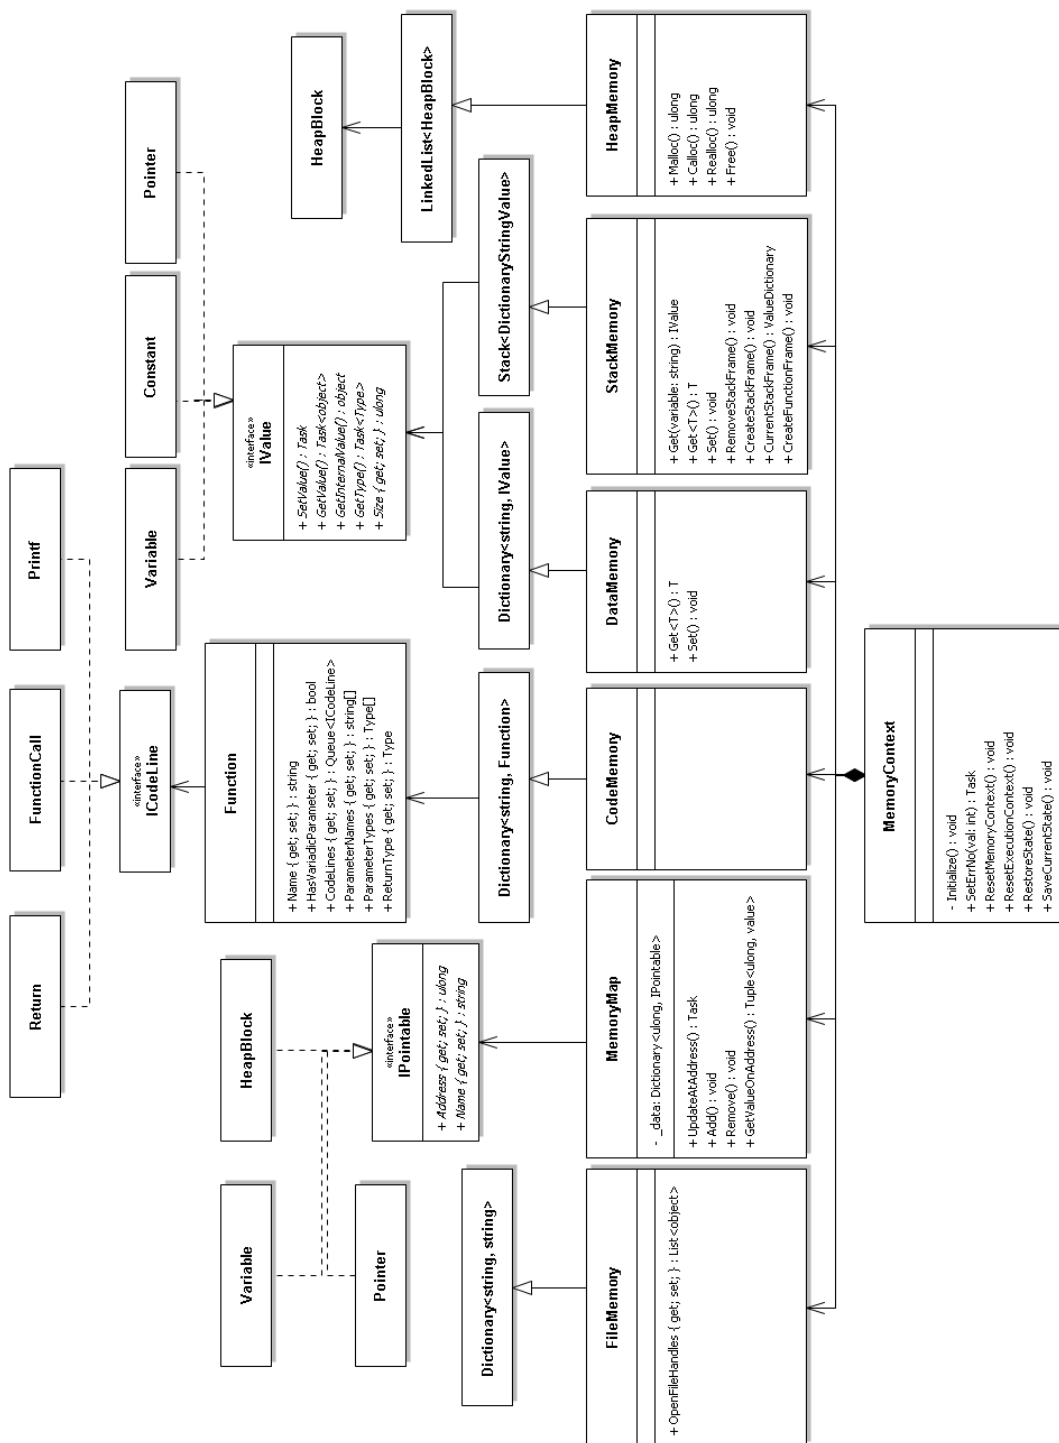 Return
FunctionCall
Printf
«interface»
ICodeLine
Variable
Constant
Pointer
HeapBlock
Variable
Pointer
HeapBlock
«interface»
IPointable
+ Address { get; set; } : ulong
+ Name { get; set; } : string
Function
+ Name { get; set; } : string
+ HasVariadicParameter { get; set; } : bool
+ CodeLines { get; set; } : Queue<ICodeLine>
+ ParameterNames { get; set; } : string[]
+ ParameterTypes { get; set; } : Type[]
+ ReturnType { get; set; } : Type
«interface»
IValue
+ SetValue() : Task
+ GetValue() : Task<object>
+ GetInternalValue() : object
+ GetType() : Task<Type>
+ Size { get; set; } : ulong
Dictionary<string, string>
Dictionary<string, Function>
Dictionary<string, IValue>
Stack<DictionaryStringValue>
LinkedList<HeapBlock>
FileMemory
+ OpenFileHandles { get; set; } : List<object>
MemoryMap
- _data: Dictionary<ulong, IPointable>
+ UpdateAtAddress() : Task
+ Add() : void
+ Remove() : void
+ GetValueOnAddress() : Tuple<ulong, value>
CodeMemory
DataMemory
+ Get<T>() : T
+ Set() : void
StackMemory
+ Get(variable: string) : IValue
+ Get<T>() : T
+ Set() : void
+ RemoveStackFrame() : void
+ CreateStackFrame() : void
+ CurrentStackFrame() : ValueDictionary
+ CreateFunctionFrame() : void
HeapMemory
+ Malloc() : ulong
+ Calloc() : ulong
+ Realloc() : ulong
+ Free() : void
MemoryContext
- Initialize() : void
+ SetErrNo(val: int) : Task
+ ResetMemoryContext() : void
+ ResetExecutionContext() : void
+ RestoreState() : void
+ SaveCurrentState() : void